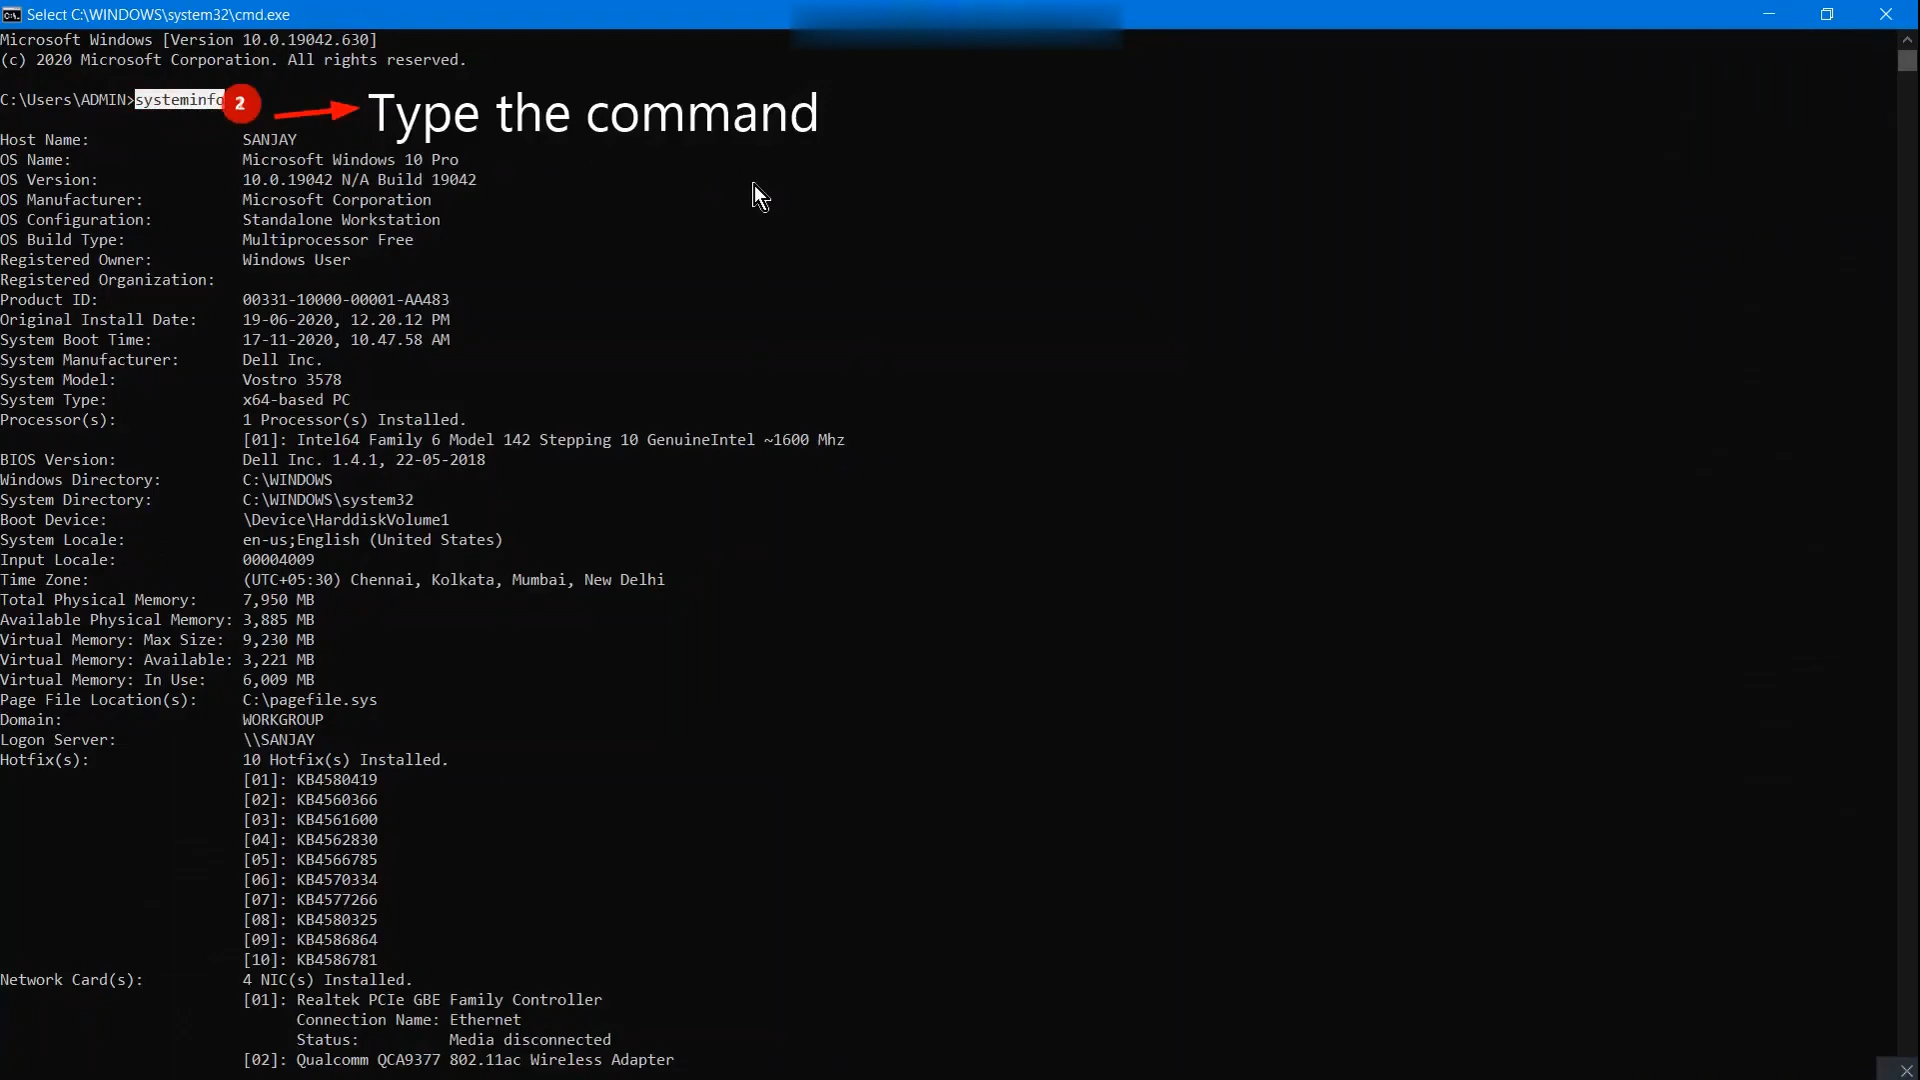 Select C:\WINDOWS\system32\cmd.exe
Microsoft Windows [Version 10.0.19042.630]
(c) 2020 Microsoft Corporation. All rights reserved.
C:\Users\ADMIN>systeminfo 2 Type the command
Host Name: SANJAY
OS Name: Microsoft Windows 10 Pro
OS Version: 10.0.19042 N/A Build 19042
OS Manufacturer: Microsoft Corporation
OS Configuration: Standalone Workstation
OS Build Type: Multiprocessor Free
Registered Owner: Windows User
Registered Organization:
Product ID: 00331-10000-00001-AA483
Original Install Date: 19-06-2020, 12.20.12 PM
System Boot Time: 17-11-2020, 10.47.58 AM
System Manufacturer: Dell Inc.
System Model: Vostro 3578
System Type: x64-based PC
Processor(s): 1 Processor(s) Installed.
[01]: Intel64 Family 6 Model 142 Stepping 10 GenuineIntel ~1600 Mhz
BIOS Version: Dell Inc. 1.4.1, 22-05-2018
Windows Directory: C:\WINDOWS
System Directory: C:\WINDOWS\system32
Boot Device: \Device\HarddiskVolume1
System Locale: en-us;English (United States)
Input Locale: 00004009
Time Zone: (UTC+05:30) Chennai, Kolkata, Mumbai, New Delhi
Total Physical Memory: 7,950 MB
Available Physical Memory: 3,885 MB
Virtual Memory: Max Size: 9,230 MB
Virtual Memory: Available: 3,221 MB
Virtual Memory: In Use: 6,009 MB
Page File Location(s): C:\pagefile.sys
Domain: WORKGROUP
Logon Server: \\SANJAY
Hotfix(s): 10 Hotfix(s) Installed.
[01]: KB4580419
[02]: KB4560366
[03]: KB4561600
[04]: KB4562830
[05]: KB4566785
[06]: KB4570334
[07]: KB4577266
[08]: KB4580325
[09]: KB4586864
[10]: KB4586781
Network Card(s): 4 NIC(s) Installed.
[01]: Realtek PCIe GBE Family Controller
Connection Name: Ethernet
Status: Media disconnected
[02]: Qualcomm QCA9377 802.11ac Wireless Adapter